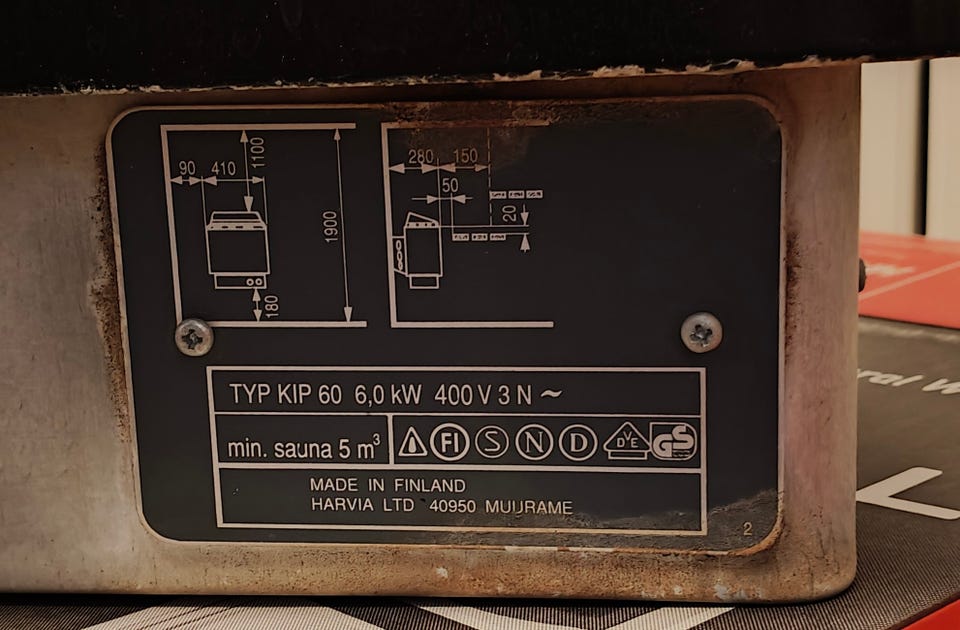 90 410 1100
1900
180
280 150
50
20
TYP KIP 60 6,0 kW 400 V 3 N ~
min. sauna 5 m³ FI S N D DVE GS
MADE IN FINLAND
HARVIA LTD 40950 MUURAME
2